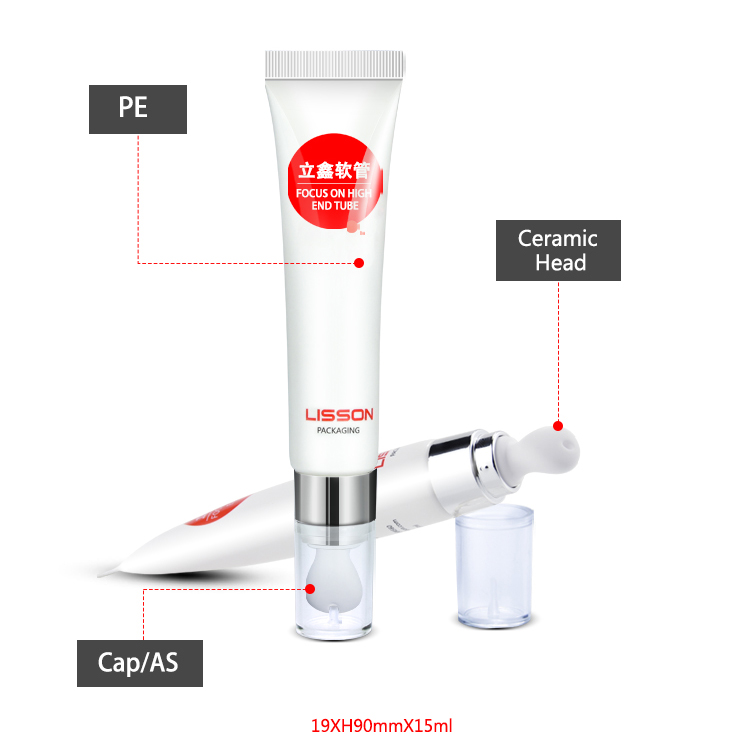 PE
立鑫软管
FOCUS ON HIGH
END TUBE
Ceramic
Head
LISSON
PACKAGING
Cap/AS
19XH90mmX15ml